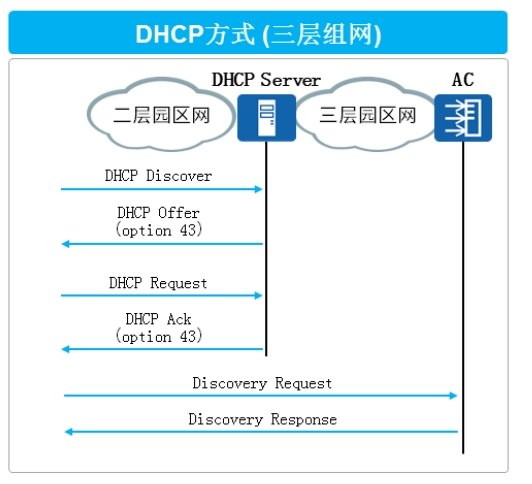 DHCP方式 (三层组网)
DHCP Server
AC
二层园区网
三层园区网
DHCP Discover
DHCP Offer
(option 43)
DHCP Request
DHCP Ack
(option 43)
Discovery Request
Discovery Response